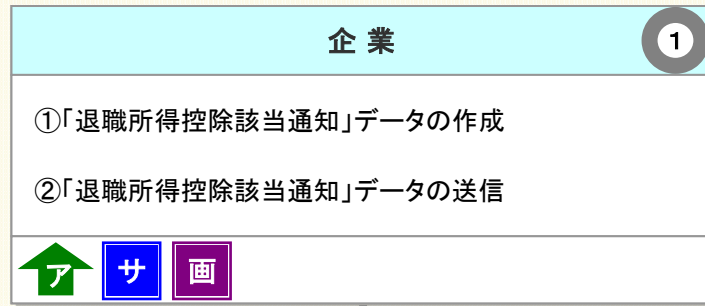 企業
1
①「退職所得控除該当通知」データの作成
②「退職所得控除該当通知」データの送信
ア サ 画